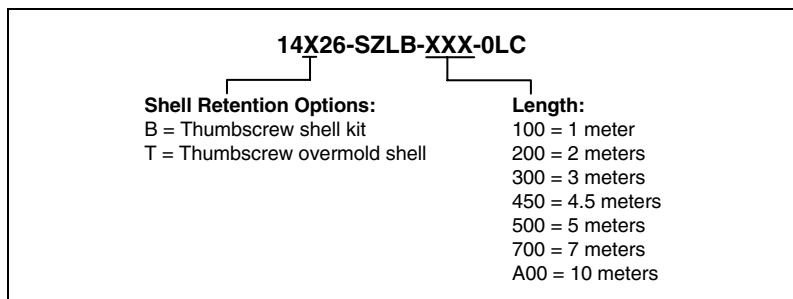 14X26-SZLB-XXX-0LC
Shell Retention Options:
B = Thumbscrew shell kit
T = Thumbscrew overmold shell
Length:
100 = 1 meter
200 = 2 meters
300 = 3 meters
450 = 4.5 meters
500 = 5 meters
700 = 7 meters
A00 = 10 meters